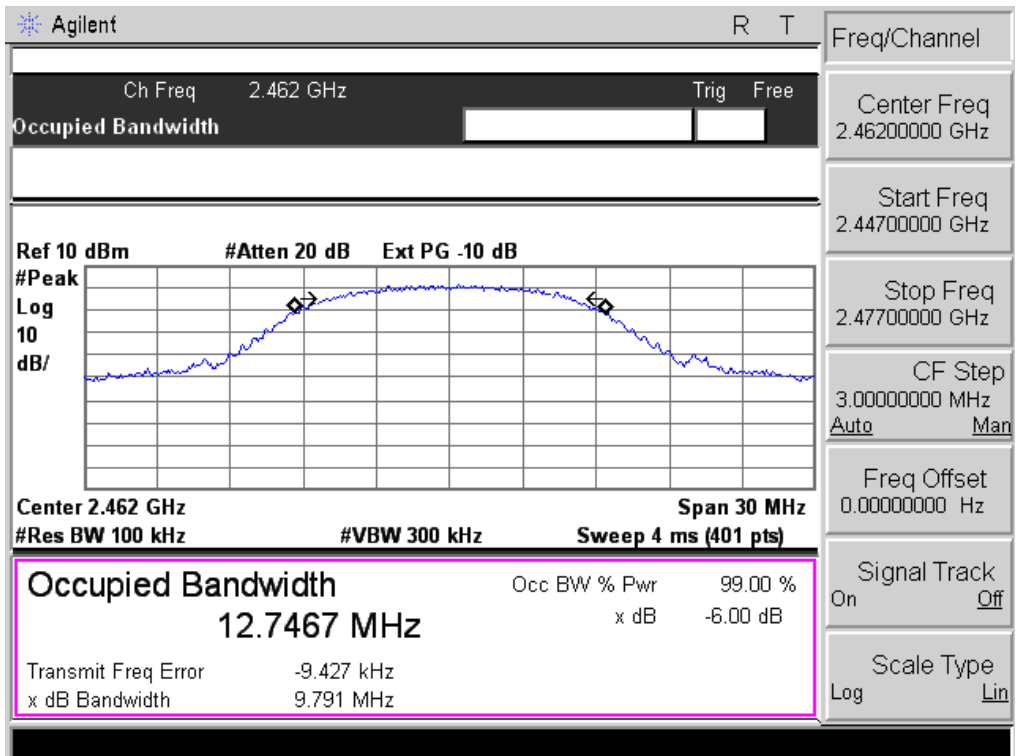 Agilent R T
Ch Freq 2.462 GHz Trig Free
Occupied Bandwidth
Ref 10 dBm #Atten 20 dB Ext PG -10 dB
#Peak
Log
10
dB/
Center 2.462 GHz Span 30 MHz
#Res BW 100 kHz #VBW 300 kHz Sweep 4 ms (401 pts)
Occupied Bandwidth
12.7467 MHz
Occ BW % Pwr 99.00 %
x dB -6.00 dB
Transmit Freq Error -9.427 kHz
x dB Bandwidth 9.791 MHz
Freq/Channel
Center Freq
2.46200000 GHz
Start Freq
2.44700000 GHz
Stop Freq
2.47700000 GHz
CF Step
3.00000000 MHz
Auto Man
Freq Offset
0.00000000 Hz
Signal Track
On Off
Scale Type
Log Lin